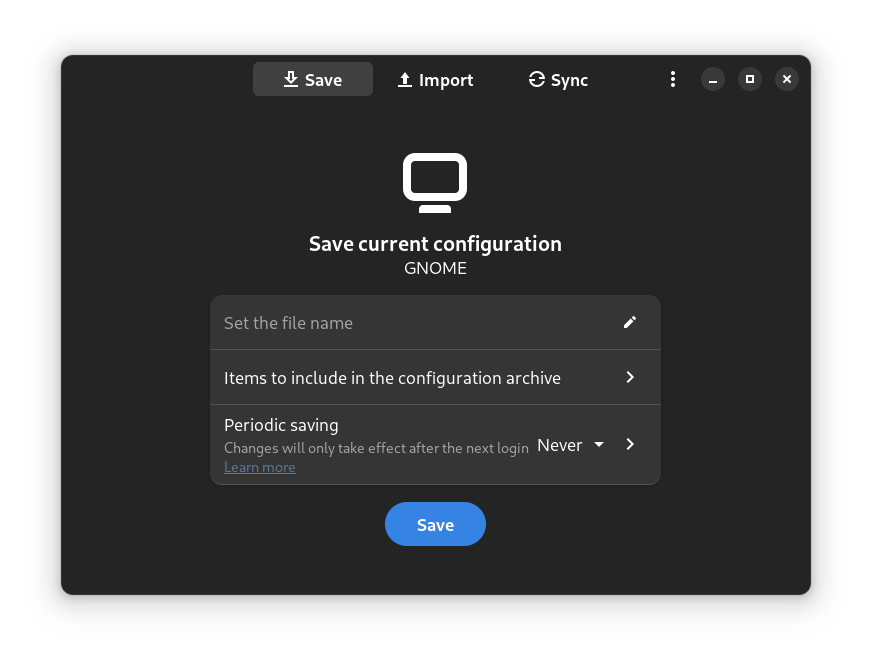 Save
Import
Sync
Save current configuration
GNOME
Set the file name
Items to include in the configuration archive
Periodic saving
Changes will only take effect after the next login
Learn more
Never
Save